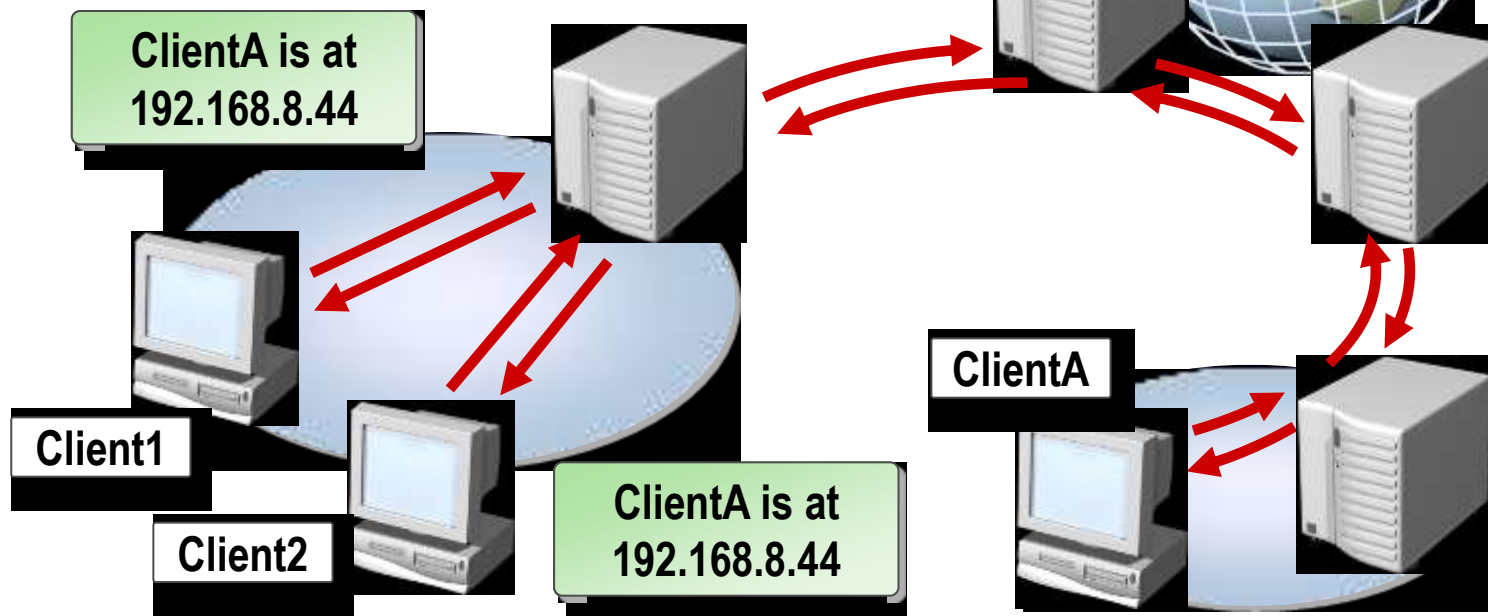 ClientA is at
192.168.8.44
ClientA
Client1
Client2
ClientA is at
192.168.8.44